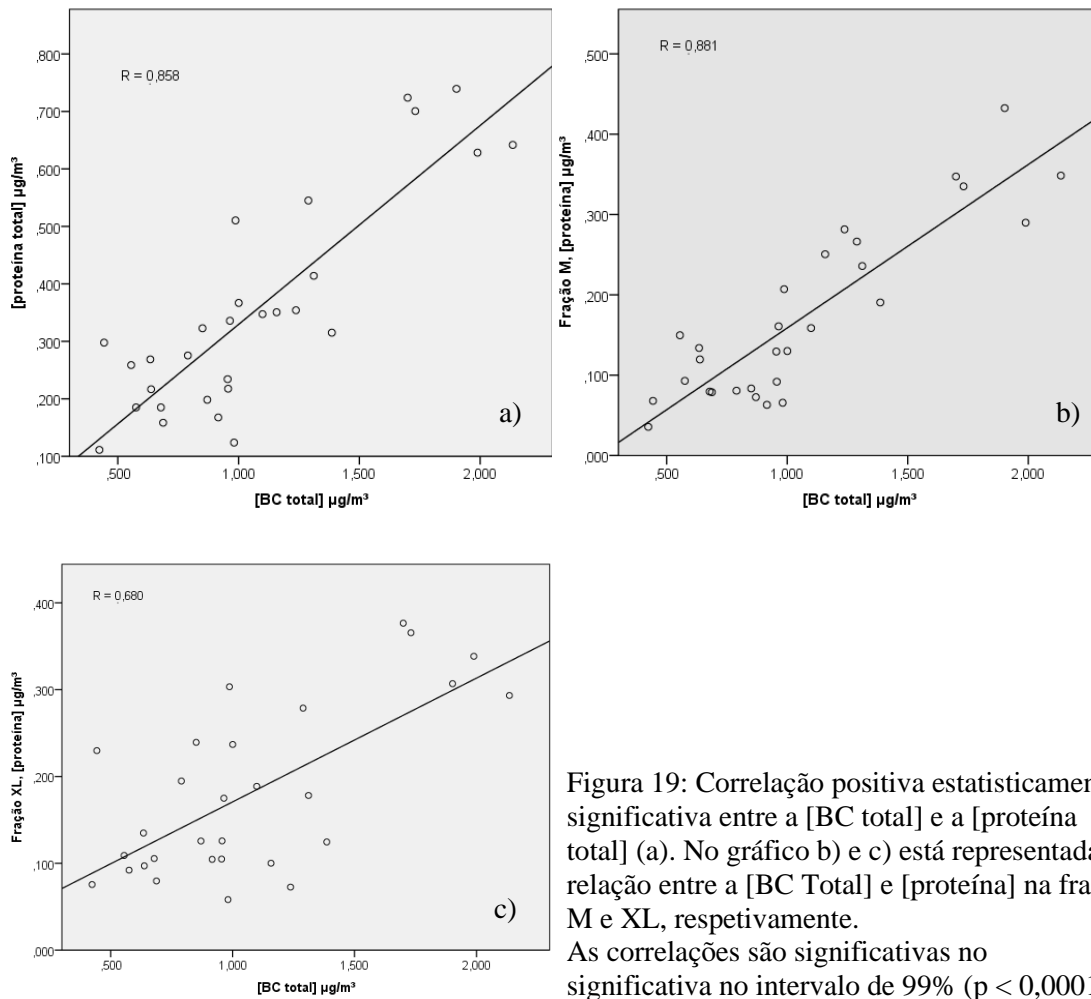 R = 0,858
,800
,700
,600
,500
,400
,300
,200
,100
[proteína total] µg/m³
,500 1,000 1,500 2,000
[BC total] µg/m³
a)
R = 0,881
,500
,400
,300
,200
,100
,000
Fração M, [proteína] µg/m³
,500 1,000 1,500 2,000
[BC total] µg/m³
b)
R = 0,680
,400
,300
,200
,100
,000
Fração XL, [proteína] µg/m³
,500 1,000 1,500 2,000
[BC total] µg/m³
c)
Figura 19: Correlação positiva estatisticamen
significativa entre a [BC total] e a [proteína
total] (a). No gráfico b) e c) está representada
relação entre a [BC Total] e [proteína] na fra
M e XL, respetivamente.
As correlações são significativas no
significativa no intervalo de 99% (p < 0,0001